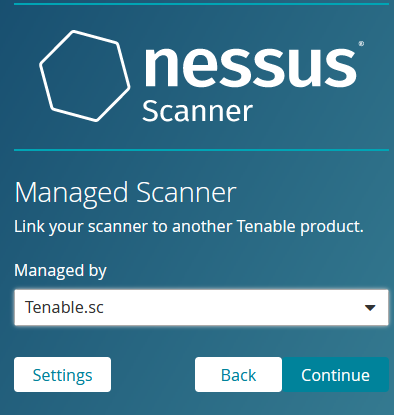 nessus®
Scanner
Managed Scanner
Link your scanner to another Tenable product.
Managed by
Tenable.sc
Settings Back Continue